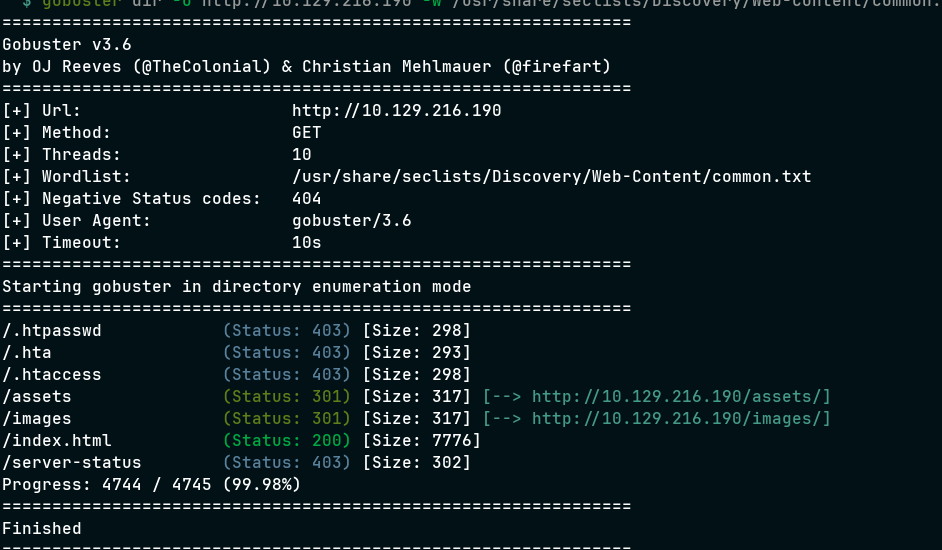 $ gobuster dir -u http://10.129.216.190 -w /usr/share/seclists/Discovery/Web-Content/common.
===============================================================
Gobuster v3.6
by OJ Reeves (@TheColonial) & Christian Mehlmauer (@firefart)
===============================================================
[+] Url:                     http://10.129.216.190
[+] Method:                  GET
[+] Threads:                 10
[+] Wordlist:                /usr/share/seclists/Discovery/Web-Content/common.txt
[+] Negative Status codes:   404
[+] User Agent:              gobuster/3.6
[+] Timeout:                 10s
===============================================================
Starting gobuster in directory enumeration mode
===============================================================
/.htpasswd            (Status: 403) [Size: 298]
/.hta                 (Status: 403) [Size: 293]
/.htaccess            (Status: 403) [Size: 298]
/assets               (Status: 301) [Size: 317] [--> http://10.129.216.190/assets/]
/images               (Status: 301) [Size: 317] [--> http://10.129.216.190/images/]
/index.html           (Status: 200) [Size: 7776]
/server-status        (Status: 403) [Size: 302]
Progress: 4744 / 4745 (99.98%)
===============================================================
Finished
===============================================================